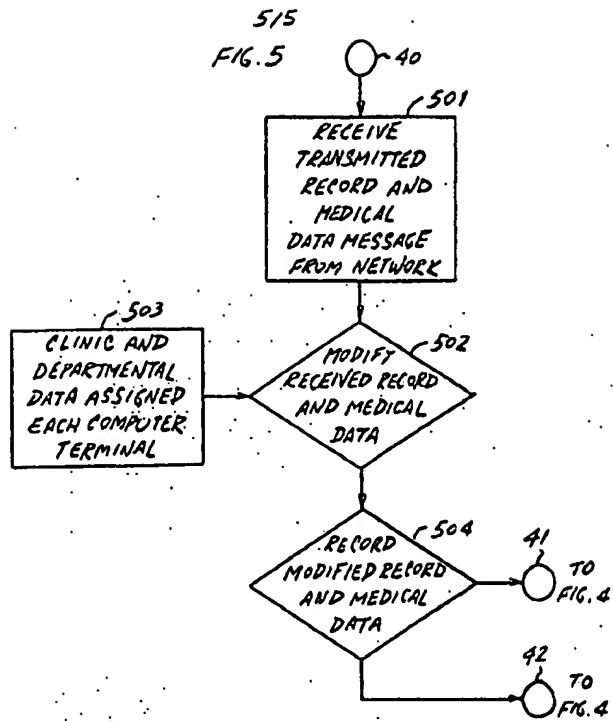 5/5
FIG. 5
40
501
RECEIVE
TRANSMITTED
RECORD AND
MEDICAL
DATA MESSAGE
FROM NETWORK
503
CLINIC AND
DEPARTMENTAL
DATA ASSIGNED
EACH COMPUTER
TERMINAL
502
MODIFY
RECEIVED RECORD
AND MEDICAL
DATA
504
RECORD
MODIFIED RECORD
AND MEDICAL
DATA
41
TO
FIG. 4
42
TO
FIG. 4